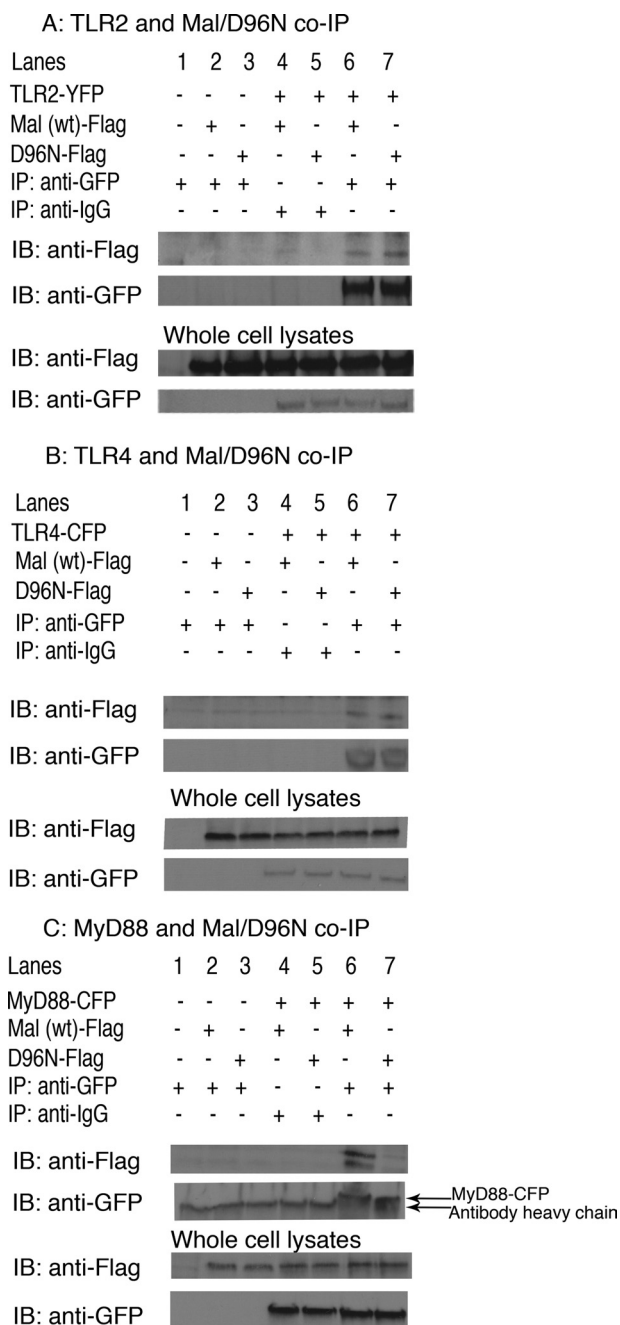 A: TLR2 and Mal/D96N co-IP
Lanes 1 2 3 4 5 6 7
TLR2-YFP - - - + + + +
Mal (wt)-Flag - + - + - + -
D96N-Flag - - + - + - +
IP: anti-GFP + + + - - + +
IP: anti-IgG - - - + + - -
IB: anti-Flag
IB: anti-GFP
Whole cell lysates
IB: anti-Flag
IB: anti-GFP
B: TLR4 and Mal/D96N co-IP
Lanes 1 2 3 4 5 6 7
TLR4-CFP - - - + + + +
Mal (wt)-Flag - + - + - + -
D96N-Flag - - + - + - +
IP: anti-GFP + + + - - + +
IP: anti-IgG - - - + + - -
IB: anti-Flag
IB: anti-GFP
Whole cell lysates
IB: anti-Flag
IB: anti-GFP
C: MyD88 and Mal/D96N co-IP
Lanes 1 2 3 4 5 6 7
MyD88-CFP - - - + + + +
Mal (wt)-Flag - + - + - + -
D96N-Flag - - + - + - +
IP: anti-GFP + + + - - + +
IP: anti-IgG - - - + + - -
IB: anti-Flag
IB: anti-GFP
MyD88-CFP
Antibody heavy chain
Whole cell lysates
IB: anti-Flag
IB: anti-GFP